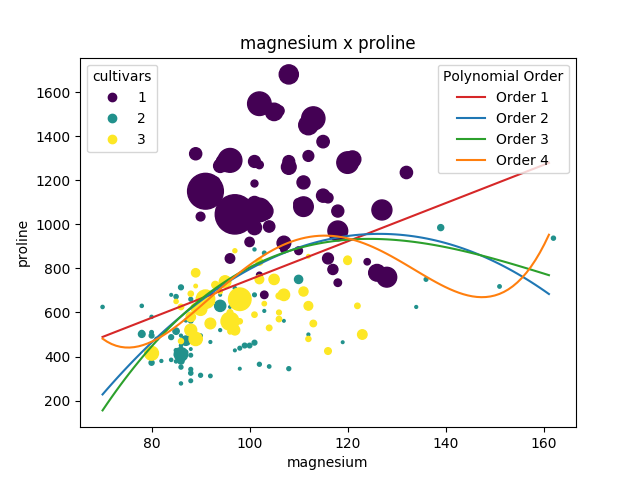 magnesium x proline
cultivars
1
2
3
Polynomial Order
Order 1
Order 2
Order 3
Order 4
1600
1400
1200
1000
800
600
400
200
proline
80 100 120 140 160
magnesium